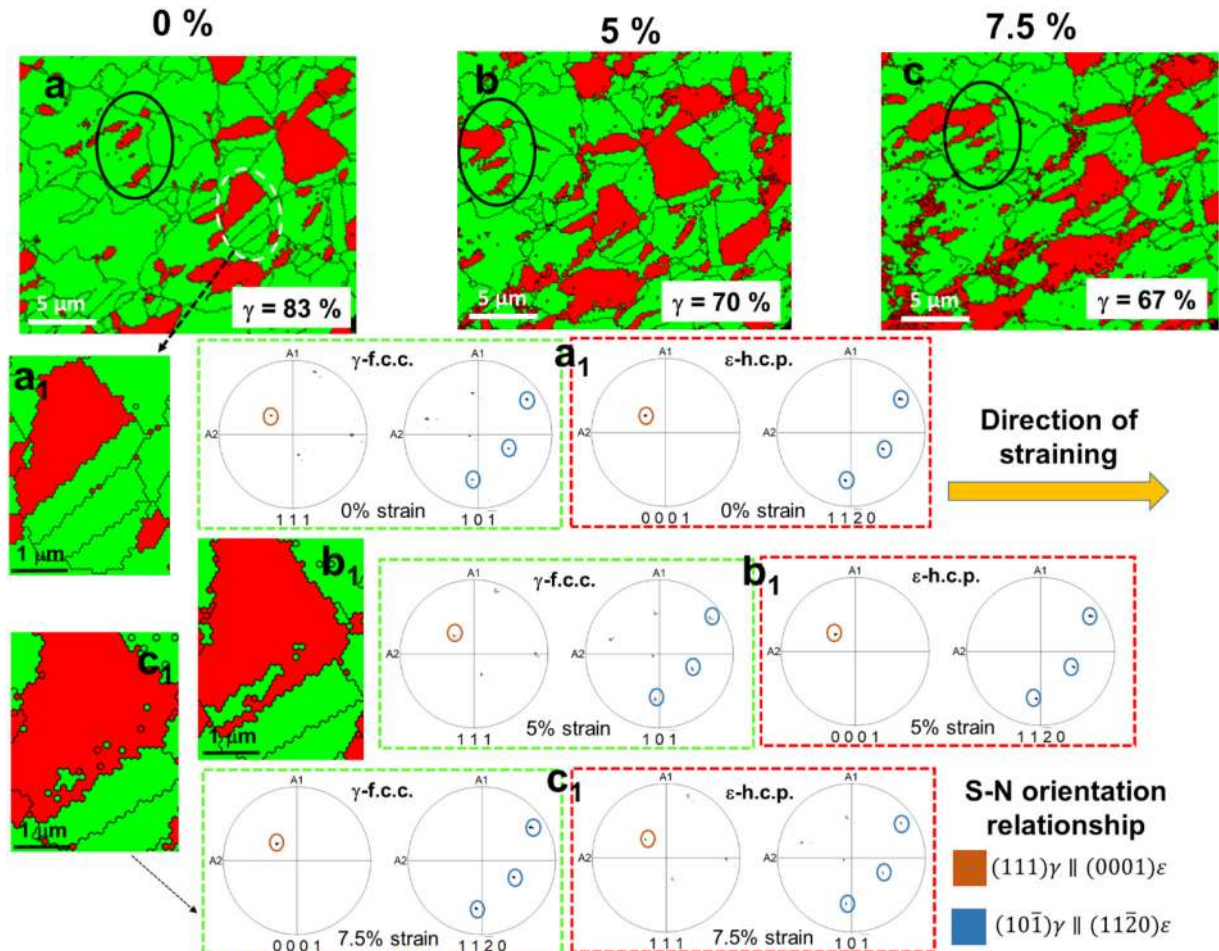 0 %
5 %
7.5 %
a
b
c
5 μm
γ = 83 %
5 μm
γ = 70 %
5 μm
γ = 67 %
a1
1 μm
γ-f.c.c.
A1
A2
1 1 1
A1
A2
1 0 1̄
0% strain
a1
ε-h.c.p.
A1
A2
0 0 0 1
A1
A2
1 1 2̄ 0
0% strain
Direction of
straining
b1
1 μm
γ-f.c.c.
A1
A2
1 1 1
A1
A2
1 0 1
5% strain
b1
ε-h.c.p.
A1
A2
0 0 0 1
A1
A2
1 1 2 0
5% strain
c1
1 μm
γ-f.c.c.
A1
A2
0 0 0 1
A1
A2
1 1 2̄ 0
7.5% strain
c1
ε-h.c.p.
A1
A2
1 1 1
A1
A2
1 0 1̄
7.5% strain
S-N orientation
relationship
(111)γ ∥ (0001)ε
(101̄)γ ∥ (112̄0)ε